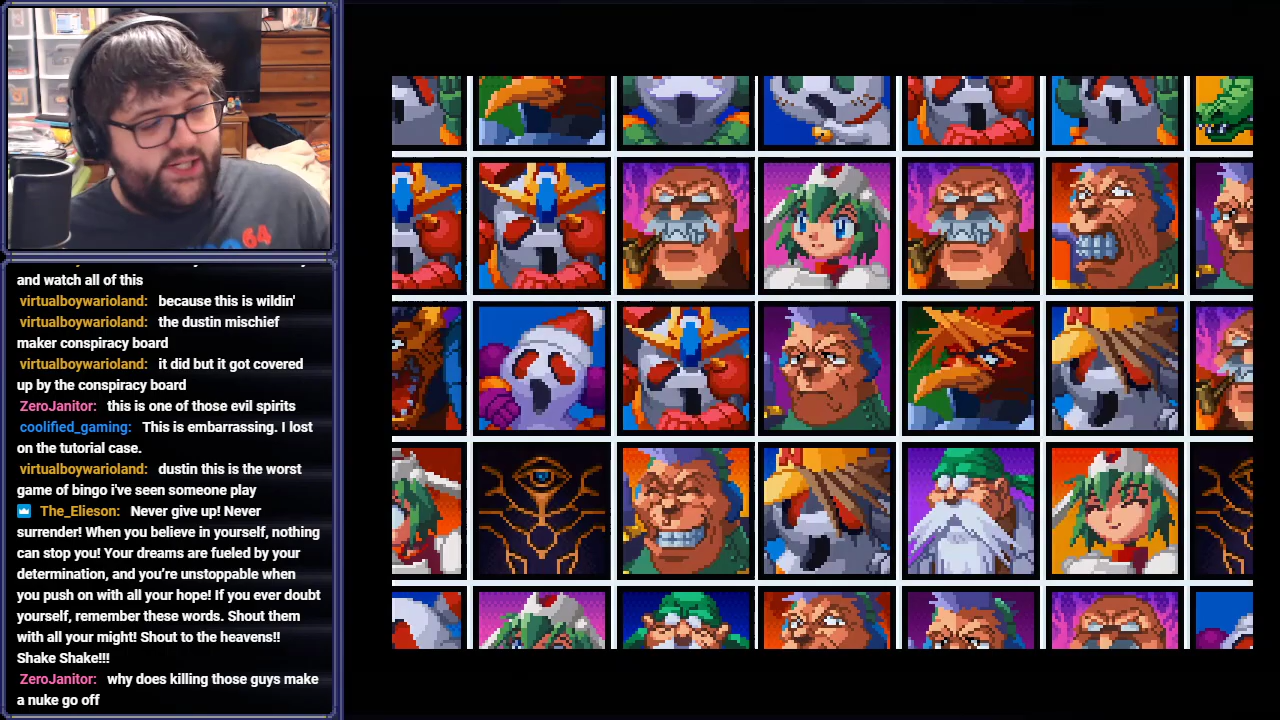 and watch all of this
virtualboywarioland: because this is wildin'
virtualboywarioland: the dustin mischief
maker conspiracy board
virtualboywarioland: it did but it got covered
up by the conspiracy board
ZeroJanitor: this is one of those evil spirits
coolified_gaming: This is embarrassing. I lost
on the tutorial case.
virtualboywarioland: dustin this is the worst
game of bingo i've seen someone play
The_Elieson: Never give up! Never
surrender! When you believe in yourself, nothing
can stop you! Your dreams are fueled by your
determination, and you’re unstoppable when
you push on with all your hope! If you ever doubt
yourself, remember these words. Shout them
with all your might! Shout to the heavens!!
Shake Shake!!!
ZeroJanitor: why does killing those guys make
a nuke go off
64
N
N